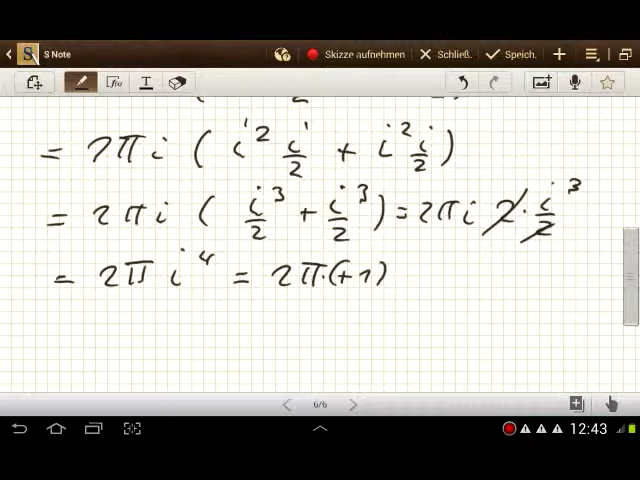 S Note Skizze aufnehmen Schließ. Speich.
f(x) T
= 2πi ( i² i/2 + i² i/2 )
= 2πi ( i³/2 + i³/2 ) = 2πi 2 · i³/2
= 2π i⁴ = 2π·(+1)
6/6
12:43